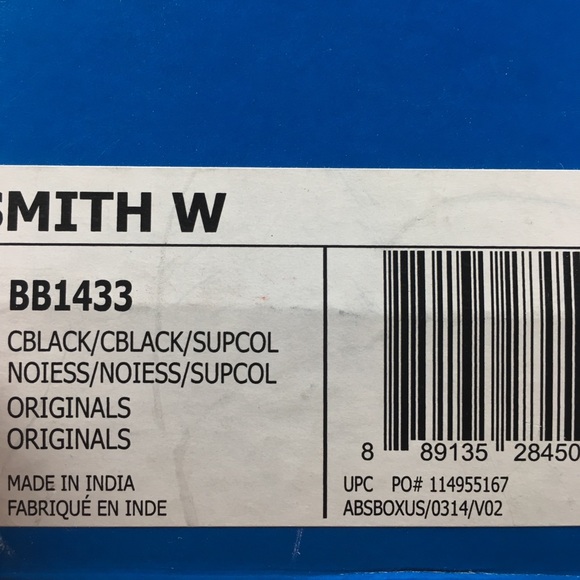 SMITH W
BB1433
CBLACK/CBLACK/SUPCOL
NOIESS/NOIESS/SUPCOL
ORIGINALS
ORIGINALS
MADE IN INDIA
FABRIQUÉ EN INDE
8 89135 28450
UPC PO# 114955167
ABSBOXUS/0314/V02